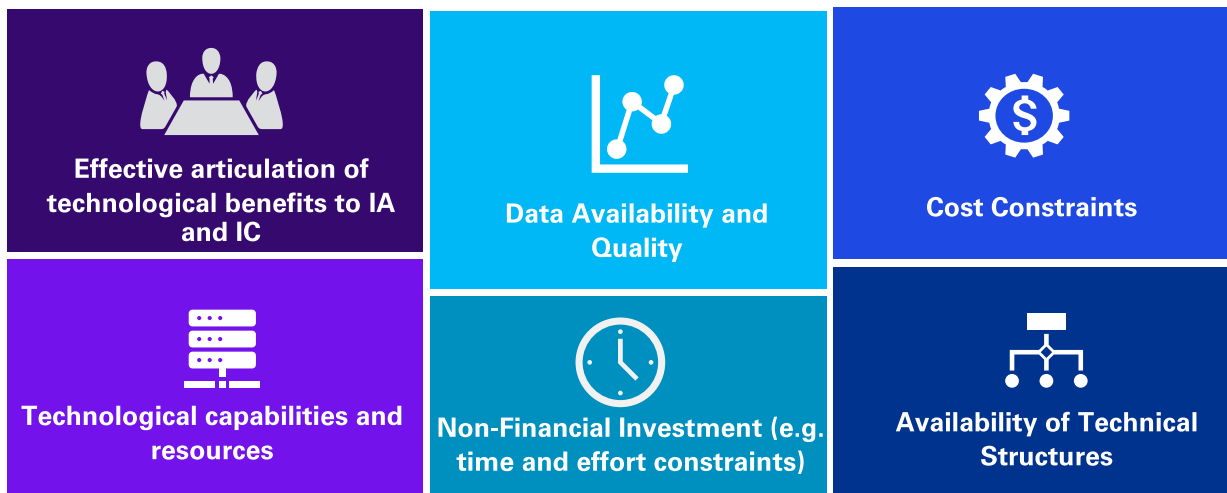 Effective articulation of
technological benefits to IA
and IC
Data Availability and
Quality
$
Cost Constraints
Technological capabilities and
resources
Non-Financial Investment (e.g.
time and effort constraints)
Availability of Technical
Structures